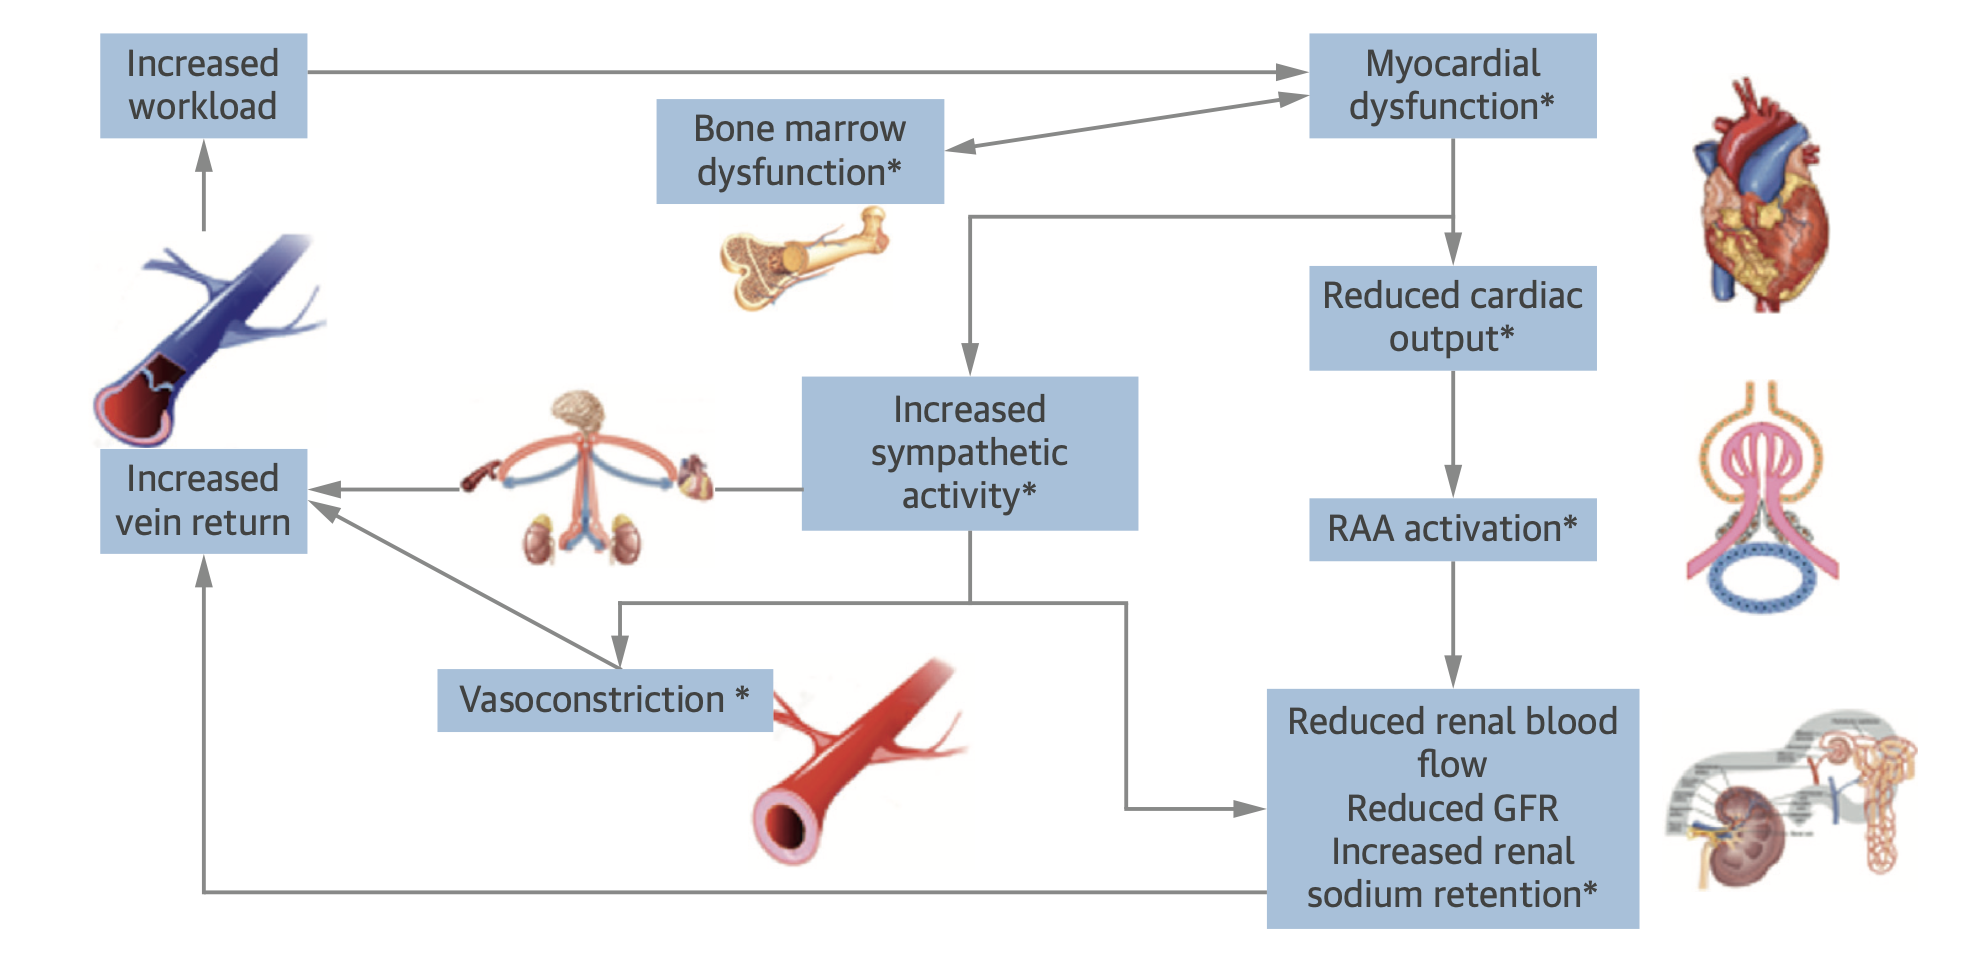 Increased
workload
Myocardial
dysfunction*
Bone marrow
dysfunction*
Reduced cardiac
output*
Increased
sympathetic
activity*
Increased
vein return
RAA activation*
Vasoconstriction *
Reduced renal blood
flow
Reduced GFR
Increased renal
sodium retention*